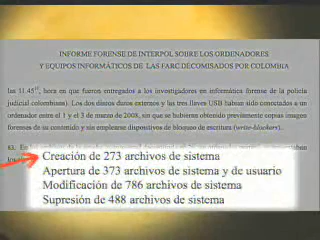 INFORME FORENSE DE INTERPOL SOBRE LOS ORDENADORES
Y EQUIPOS INFORMÁTICOS DE LAS FARC DECOMISADOS POR COLOMBIA
las 11.45, hora en que fueron entregados a los investigadores en informática forense de la policía
judicial colombiana). Los dos discos duros externos y las tres llaves USB habían sido conectados a un
ordenador entre el 1 y el 3 de marzo de 2008, sin que se hubieran obtenido previamente copias imagen
forenses de su contenido y sin emplearse dispositivos de bloqueo de escritura (write-blockers).
83. En
Creación de 273 archivos de sistema
Apertura de 373 archivos de sistema y de usuario
Modificación de 786 archivos de sistema
Supresión de 488 archivos de sistema